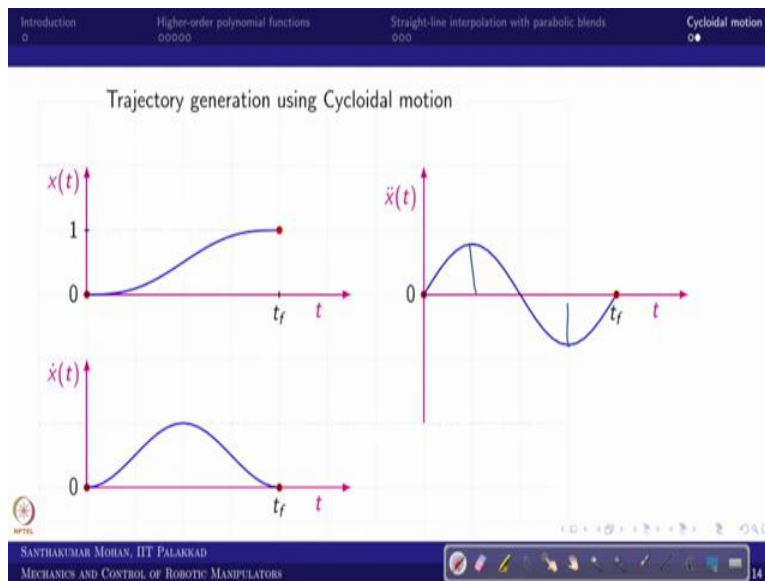 Introduction Higher-order polynomial functions Straight-line interpolation with parabolic blends Cycloidal motion
Trajectory generation using Cycloidal motion
x(t)
1
0
t_f t
ẋ(t)
0
t_f t
ẍ(t)
0
t_f t
NPTEL
SANTHAKUMAR MOHAN, IIT PALAKKAD
MECHANICS AND CONTROL OF ROBOTIC MANIPULATORS 14